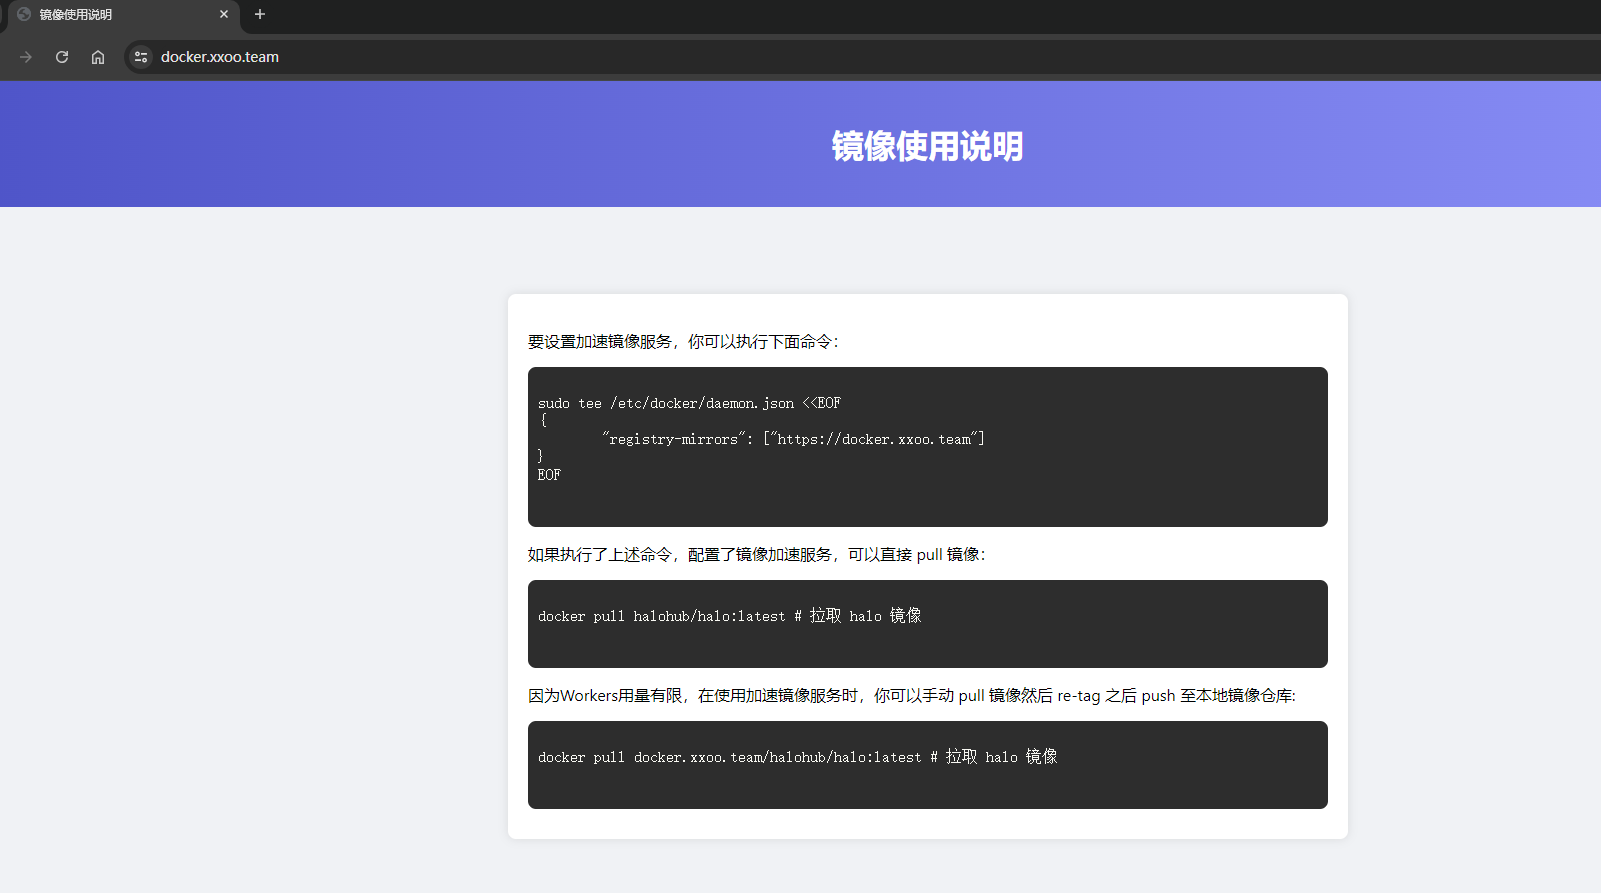 镜像使用说明
docker.xxoo.team
镜像使用说明
要设置加速镜像服务，你可以执行下面命令：
sudo tee /etc/docker/daemon.json <<EOF
{
"registry-mirrors": ["https://docker.xxoo.team"]
}
EOF
如果执行了上述命令，配置了镜像加速服务，可以直接 pull 镜像：
docker pull halohub/halo:latest # 拉取 halo 镜像
因为Workers用量有限，在使用加速镜像服务时，你可以手动 pull 镜像然后 re-tag 之后 push 至本地镜像仓库:
docker pull docker.xxoo.team/halohub/halo:latest # 拉取 halo 镜像